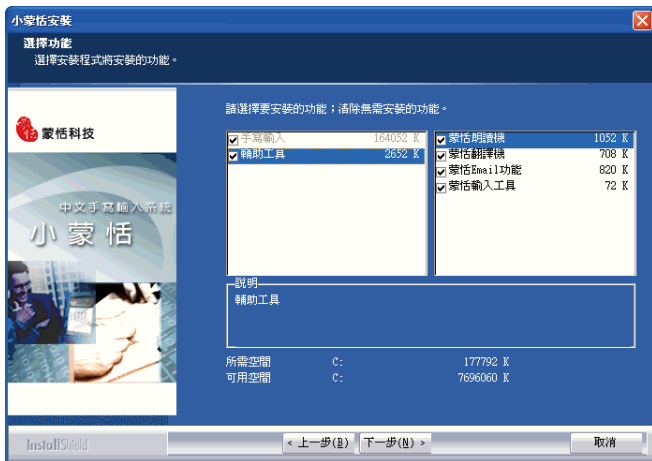 小蒙恬安裝
選擇功能
選擇安裝程式將安裝的功能。
蒙恬科技
中文手寫輸入系統
小蒙恬
請選擇要安裝的功能；清除無需安裝的功能。
手寫輸入 164052 K
輔助工具 2652 K
蒙恬朗讀機 1052 K
蒙恬翻譯機 708 K
蒙恬Email功能 820 K
蒙恬輸入工具 72 K
說明
輔助工具
所需空間 C: 177792 K
可用空間 C: 7696060 K
InstallShield
< 上一步(B)
下一步(N) >
取消